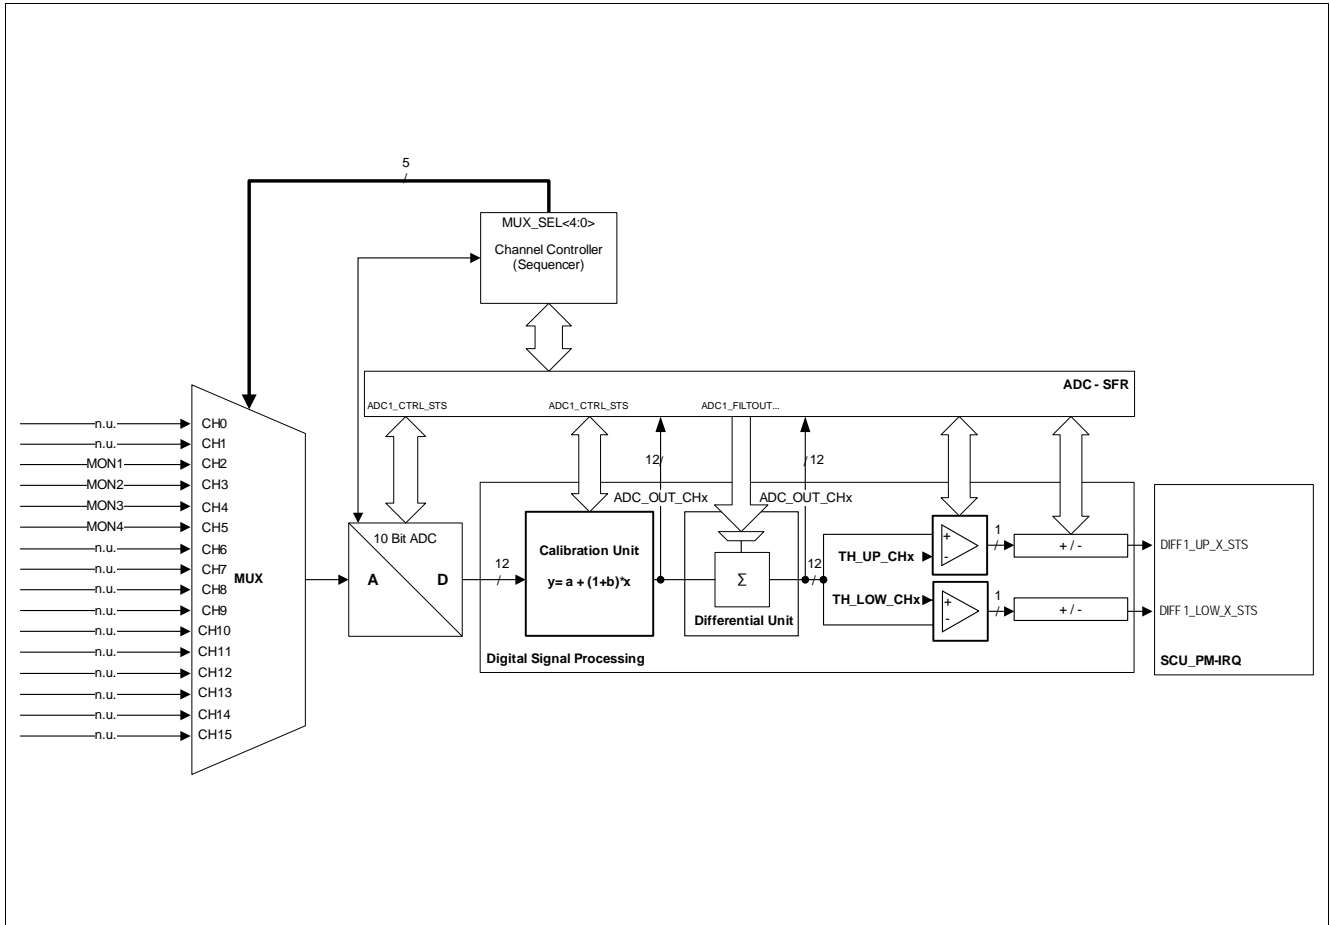 5
MUX_SEL<4:0>
Channel Controller
(Sequencer)
ADC - SFR
ADC1_CTRL_STS
ADC1_CTRL_STS
ADC1_FILTOUT...
n.u.
CH0
n.u.
CH1
MON1
CH2
MON2
CH3
MON3
CH4
MON4
CH5
n.u.
CH6
n.u.
CH7
n.u.
CH8
n.u.
CH9
n.u.
CH10
n.u.
CH11
n.u.
CH12
n.u.
CH13
n.u.
CH14
n.u.
CH15
MUX
10 Bit ADC
A
D
12
12
12
ADC_OUT_CHx
ADC_OUT_CHx
Calibration Unit
y= a + (1+b)*x
Σ
Differential Unit
Digital Signal Processing
12
TH_UP_CHx
+
-
1
+ / -
DIFF1_UP_X_STS
TH_LOW_CHx
+
-
1
+ / -
DIFF1_LOW_X_STS
SCU_PM-IRQ